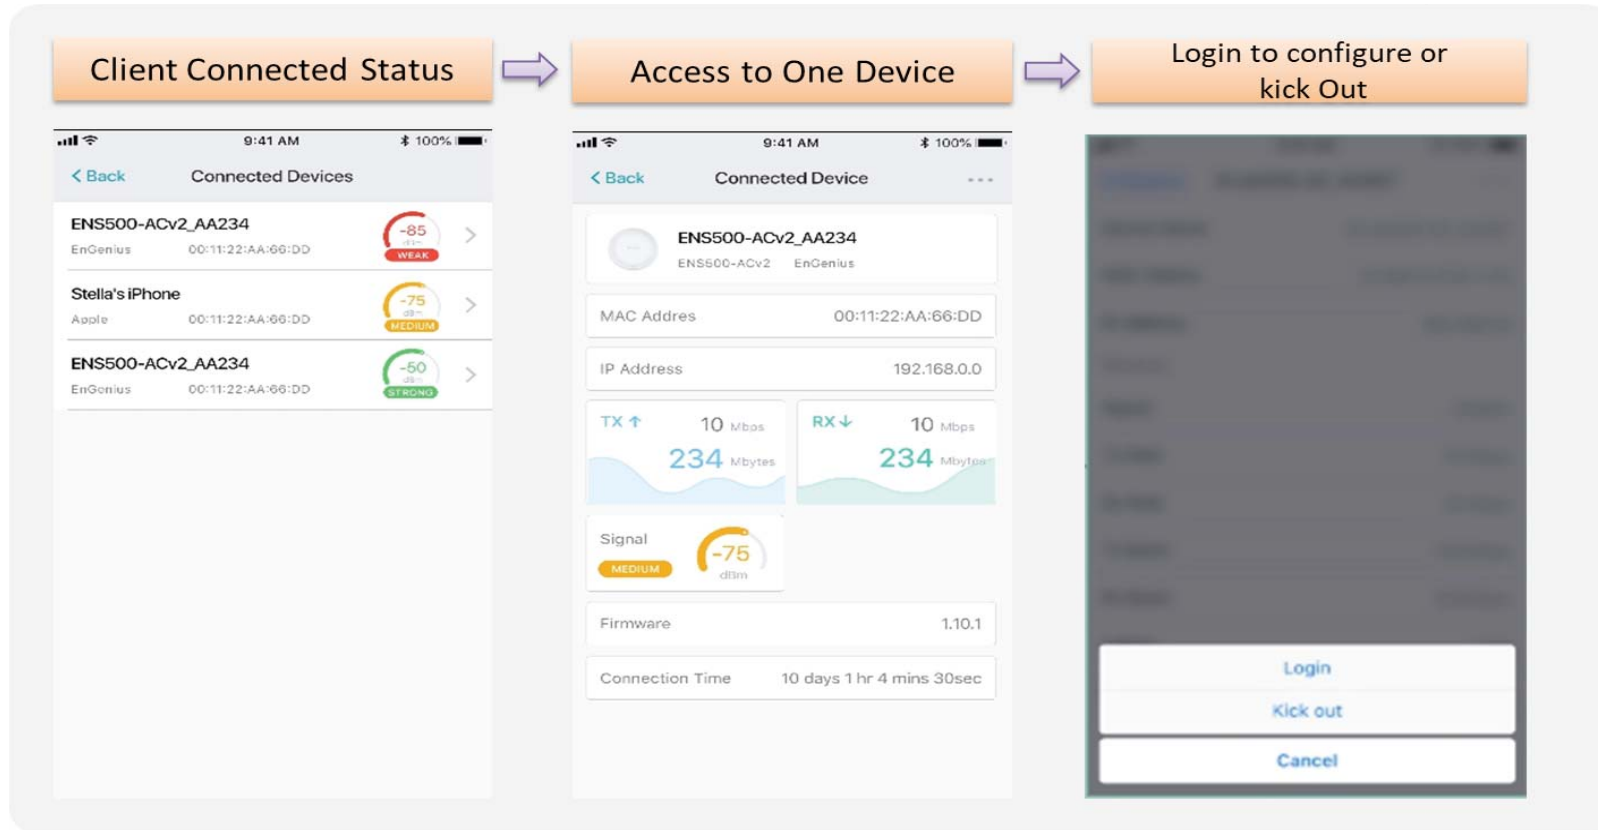 Client Connected Status
Access to One Device
Login to configure or
kick Out
9:41 AM
100%
Back
Connected Devices
ENS500-ACv2_AA234
EnGenius 00:11:22:AA:66:DD
-85
dBm
WEAK
Stella's iPhone
Apple 00:11:22:AA:66:DD
-75
dBm
MEDIUM
ENS500-ACv2_AA234
EnGenius 00:11:22:AA:66:DD
-50
dBm
STRONG
9:41 AM
100%
Back
Connected Device
ENS500-ACv2_AA234
ENS500-ACv2 EnGenius
MAC Addres 00:11:22:AA:66:DD
IP Address 192.168.0.0
TX 10 Mbps
234 Mbytes
RX 10 Mbps
234 Mbytes
Signal
MEDIUM
-75
dBm
Firmware 1.10.1
Connection Time 10 days 1 hr 4 mins 30sec
Login
Kick out
Cancel